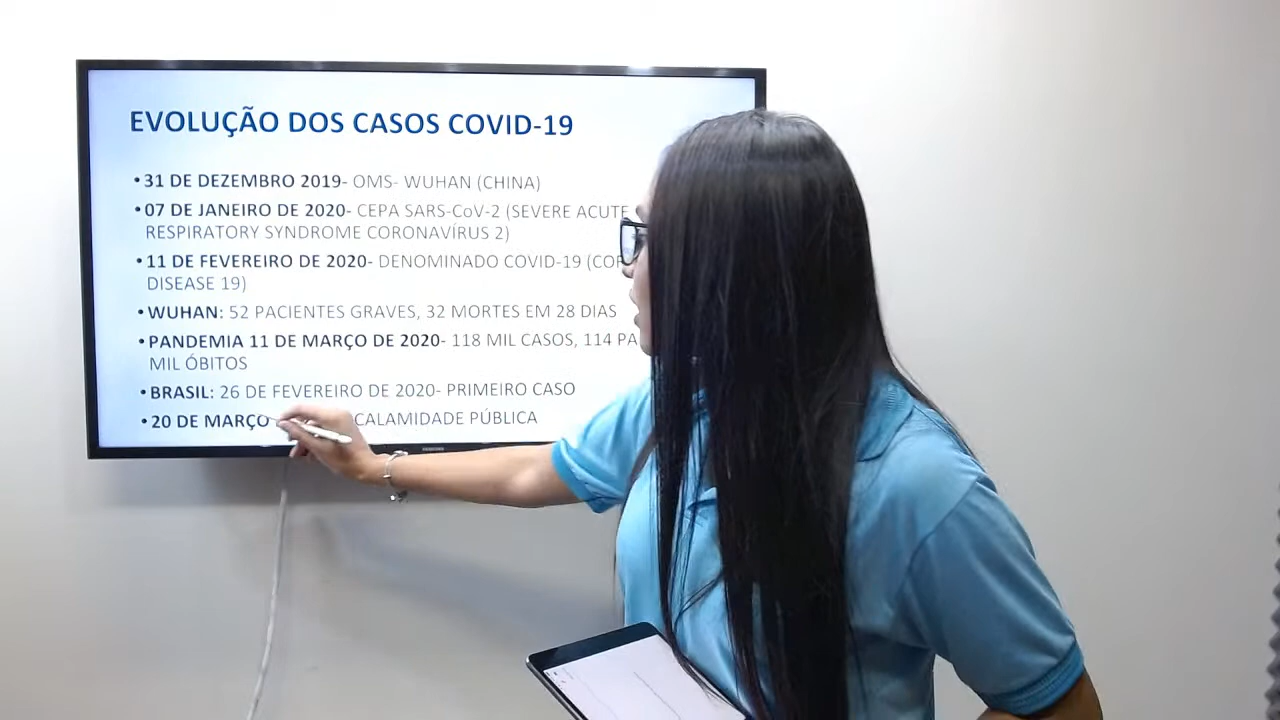 EVOLUÇÃO DOS CASOS COVID-19
•31 DE DEZEMBRO 2019- OMS- WUHAN (CHINA)
•07 DE JANEIRO DE 2020- CEPA SARS-CoV-2 (SEVERE ACUTE
RESPIRATORY SYNDROME CORONAVÍRUS 2)
•11 DE FEVEREIRO DE 2020- DENOMINADO COVID-19
DISEASE 19)
•WUHAN: 52 PACIENTES GRAVES, 32 MORTES EM 28 DIAS
•PANDEMIA 11 DE MARÇO DE 2020- 118 MIL CASOS, 114
MIL ÓBITOS
•BRASIL: 26 DE FEVEREIRO DE 2020- PRIMEIRO CASO
•20 DE MARÇO CALAMIDADE PÚBLICA